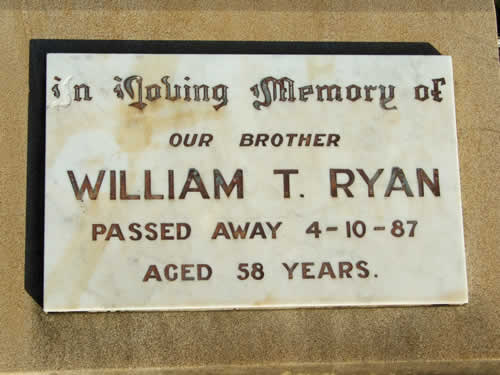 In Loving Memory of
OUR BROTHER
WILLIAM T. RYAN
PASSED AWAY 4-10-87
AGED 58 YEARS.